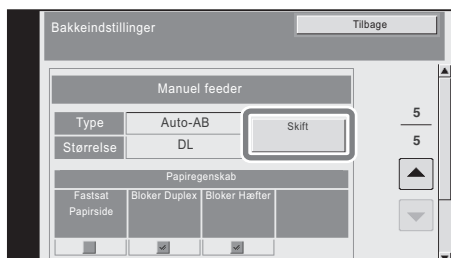 Bakkeindstillinger
Tilbage
Manuel feeder
Type
Auto-AB
Skift
Størrelse
DL
5
5
Papiregenskab
Fastsat
Papirside
Bloker Duplex
Bloker Hæfter